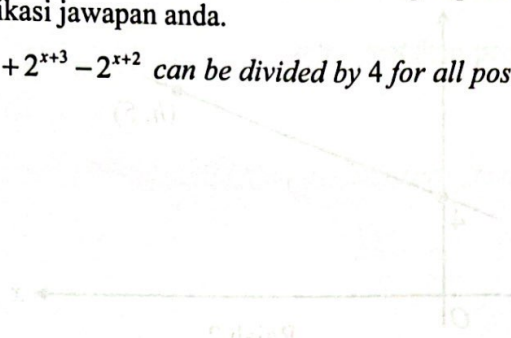 ikasi jawapan anda.
+2^{x+3} − 2^{x+2} can be divided by 4 for all pos